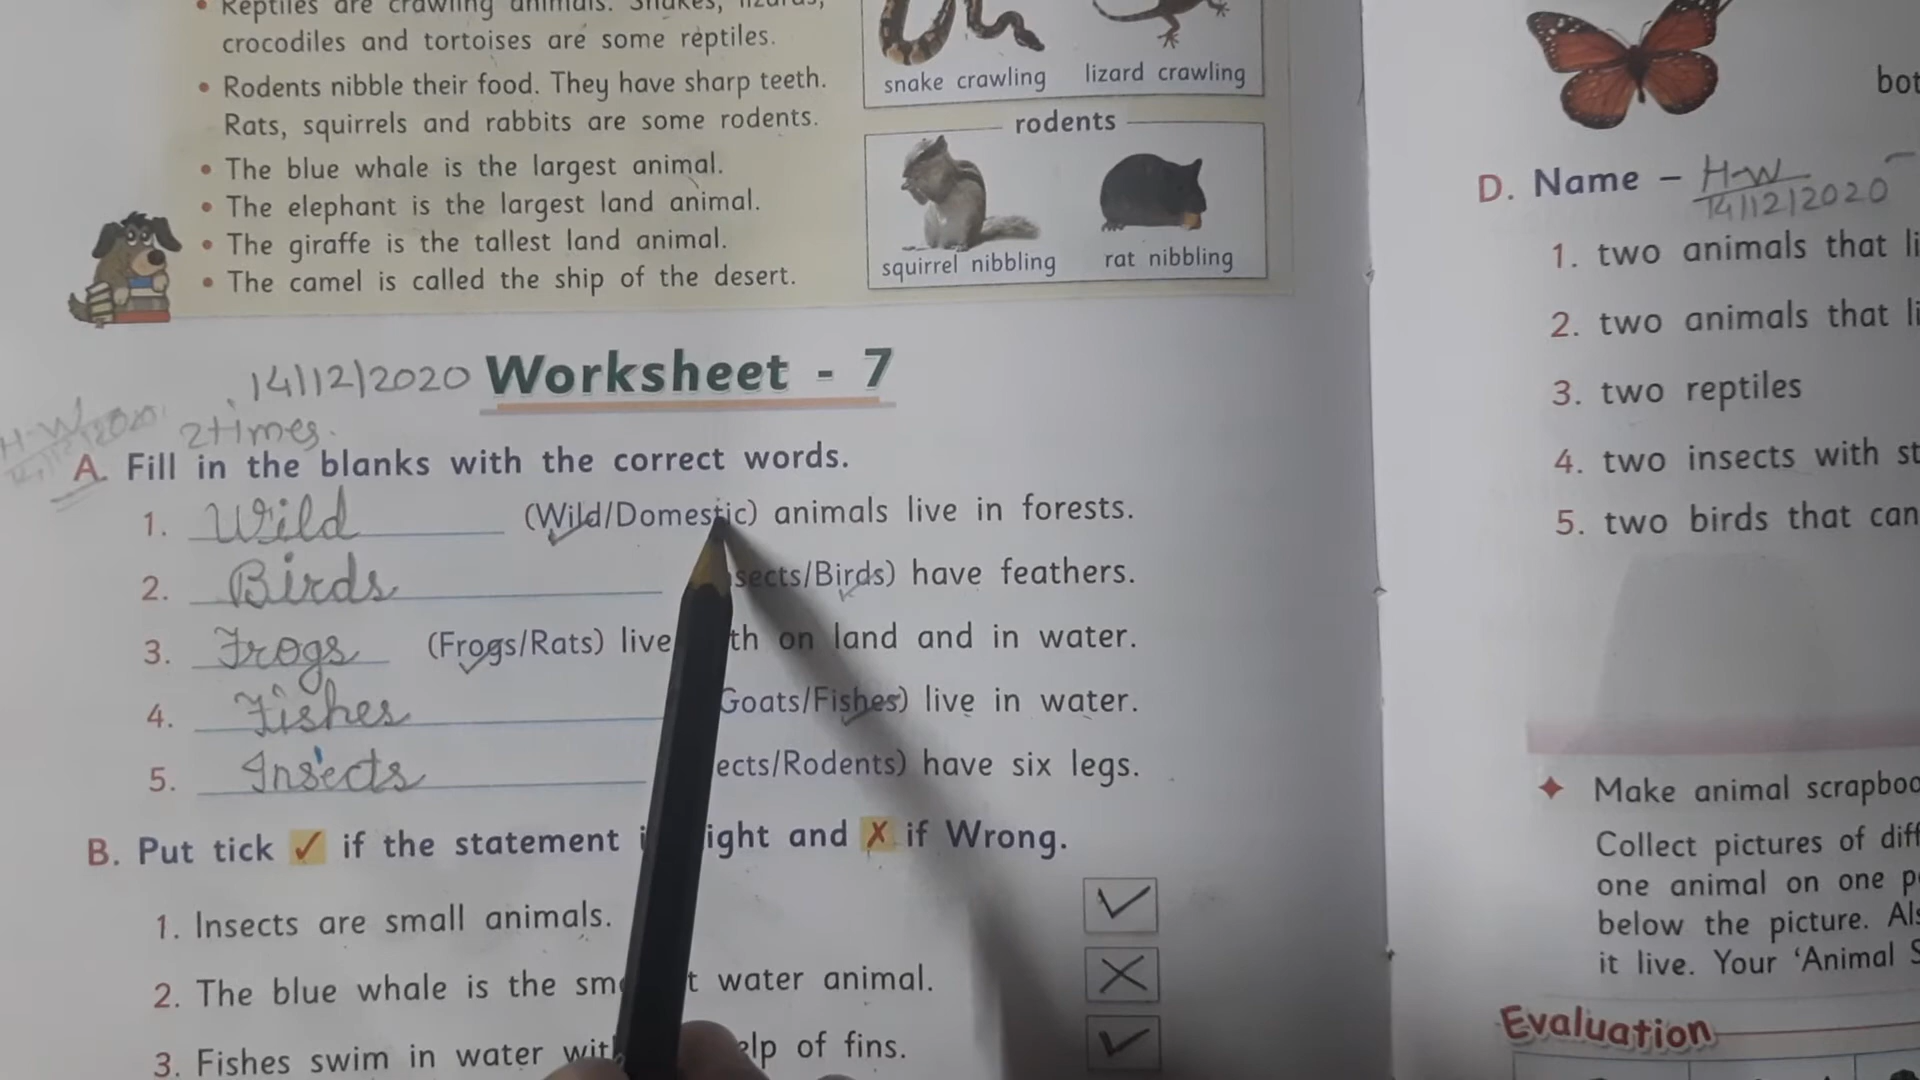 Reptiles are crawling animals. Snakes, lizards,
crocodiles and tortoises are some reptiles.
Rodents nibble their food. They have sharp teeth.
Rats, squirrels and rabbits are some rodents.
The blue whale is the largest animal.
The elephant is the largest land animal.
The giraffe is the tallest land animal.
The camel is called the ship of the desert.
snake crawling lizard crawling
rodents
squirrel nibbling rat nibbling
14/12/2020 Worksheet - 7
H-W
2times.
A. Fill in the blanks with the correct words.
1. Wild (Wild/Domestic) animals live in forests.
2. Birds sects/Birds) have feathers.
3. Frogs (Frogs/Rats) live th on land and in water.
4. Fishes Goats/Fishes) live in water.
5. Insects ects/Rodents) have six legs.
B. Put tick ✓ if the statement i ight and ✗ if Wrong.
1. Insects are small animals.
2. The blue whale is the sm t water animal.
3. Fishes swim in water wit elp of fins.
bot
D. Name - H-W
14/12/2020
1. two animals that li
2. two animals that li
3. two reptiles
4. two insects with st
5. two birds that can
Make animal scrapboo
Collect pictures of diff
one animal on one p
below the picture. Als
it live. Your 'Animal S
Evaluation